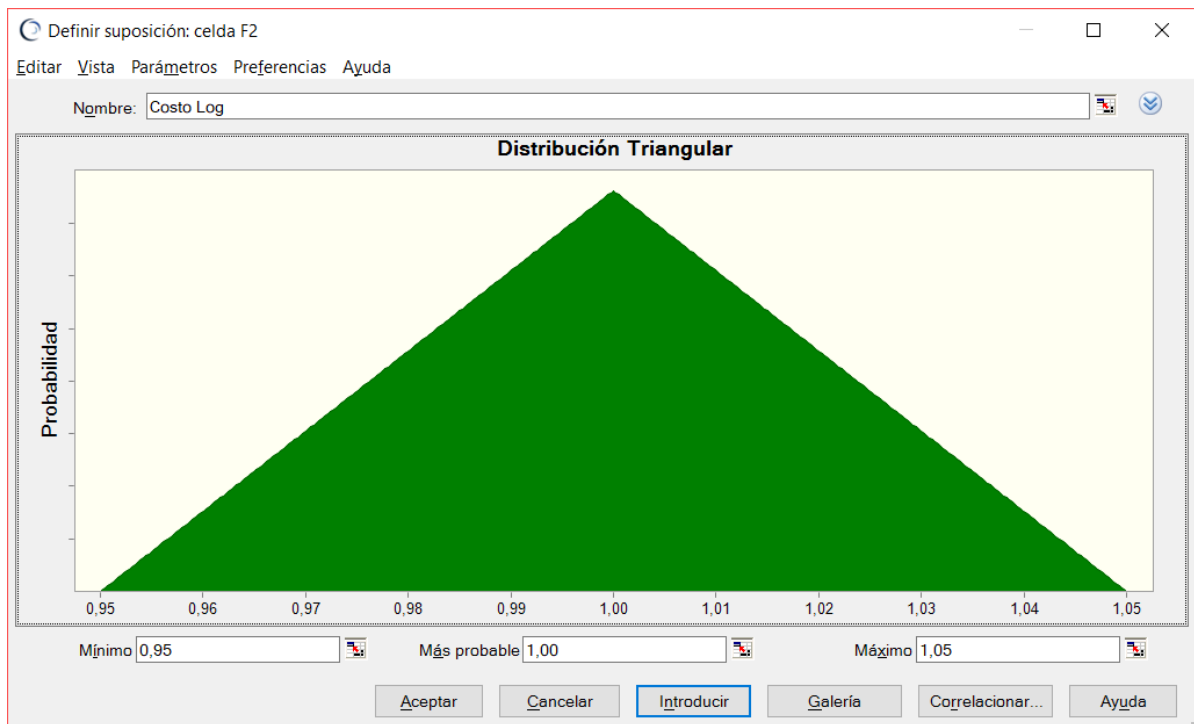 Definir suposición: celda F2
Editar Vista Parámetros Preferencias Ayuda
Nombre: Costo Log
Distribución Triangular
Probabilidad
0,95 0,96 0,97 0,98 0,99 1,00 1,01 1,02 1,03 1,04 1,05
Mínimo 0,95 Más probable 1,00 Máximo 1,05
Aceptar Cancelar Introducir Galería Correlacionar... Ayuda